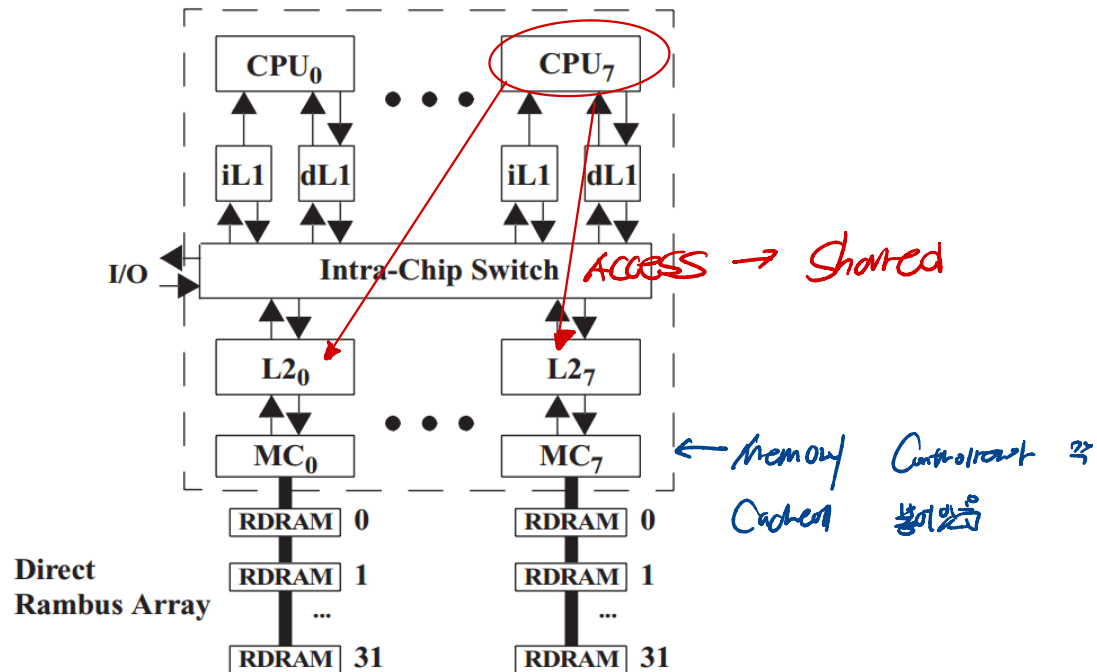 CPU0
CPU7
iL1
dL1
iL1
dL1
I/O
Intra-Chip Switch
ACCESS → Shared
L20
L27
MC0
MC7
← Memory Controller가 각
Cache에 붙어있음
RDRAM 0
RDRAM 0
Direct
Rambus Array
RDRAM 1
RDRAM 1
...
...
RDRAM 31
RDRAM 31